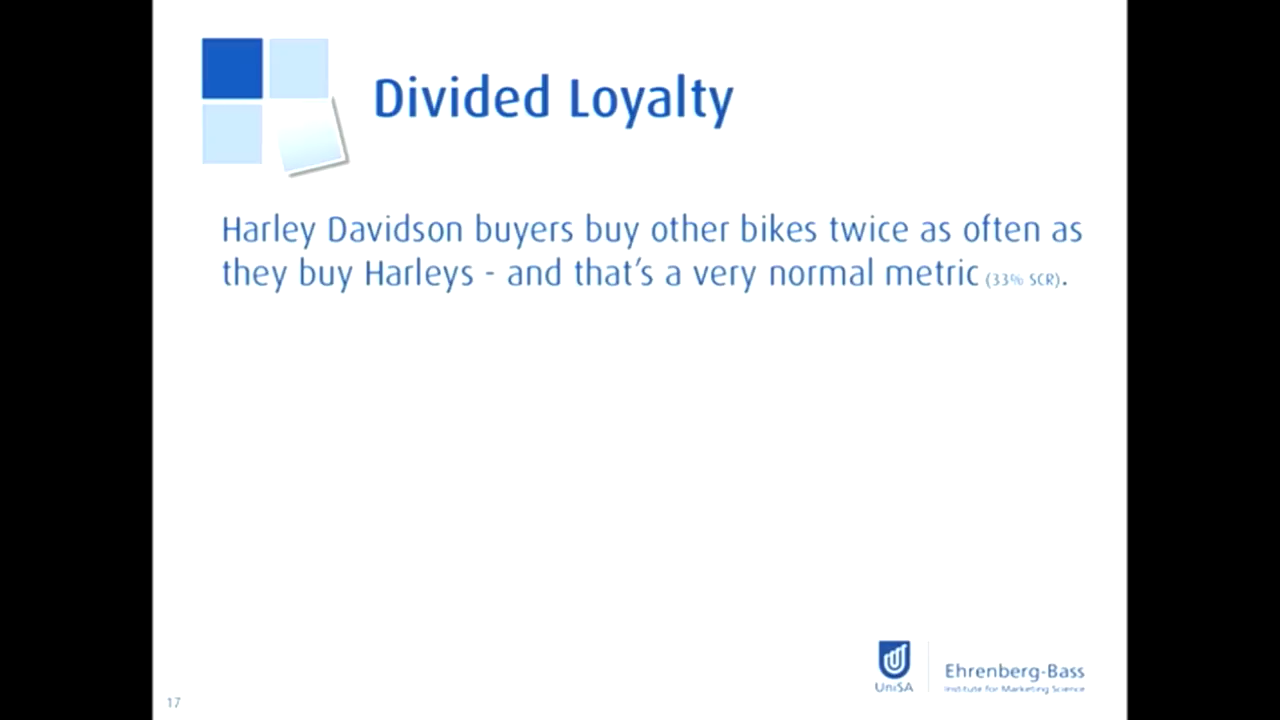 Divided Loyalty
Harley Davidson buyers buy other bikes twice as often as
they buy Harleys - and that's a very normal metric (33% SCR).
UniSA
Ehrenberg-Bass
Institute for Marketing Science
17